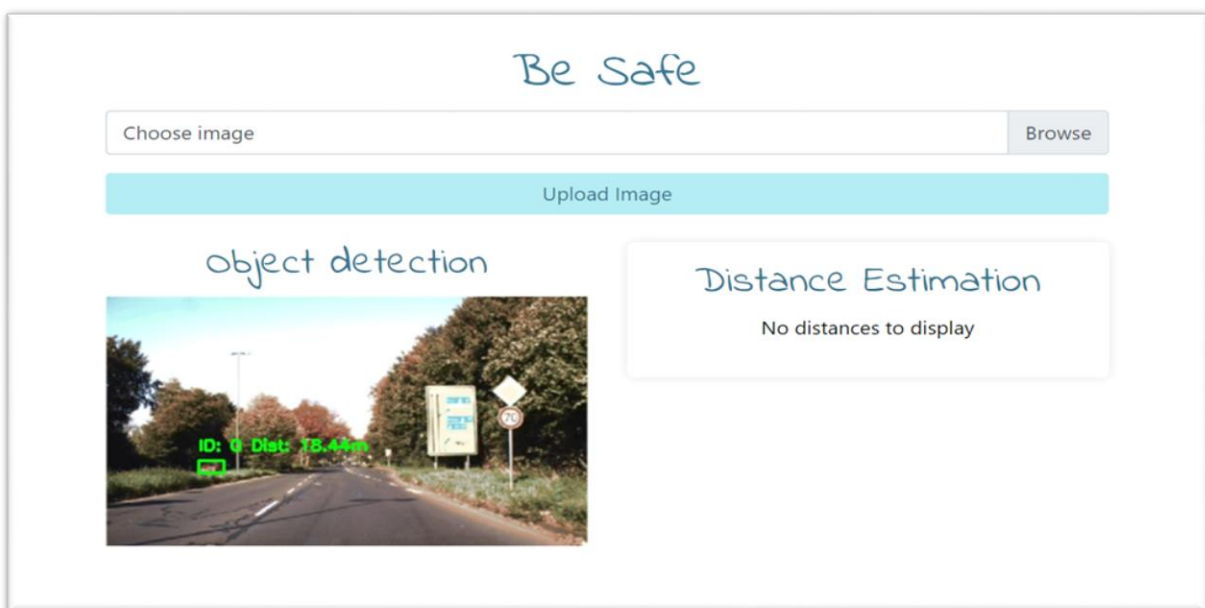 Be Safe
Choose image
Browse
Upload Image
Object detection
ID: 0 Dist: 18.44m
70
Distance Estimation
No distances to display